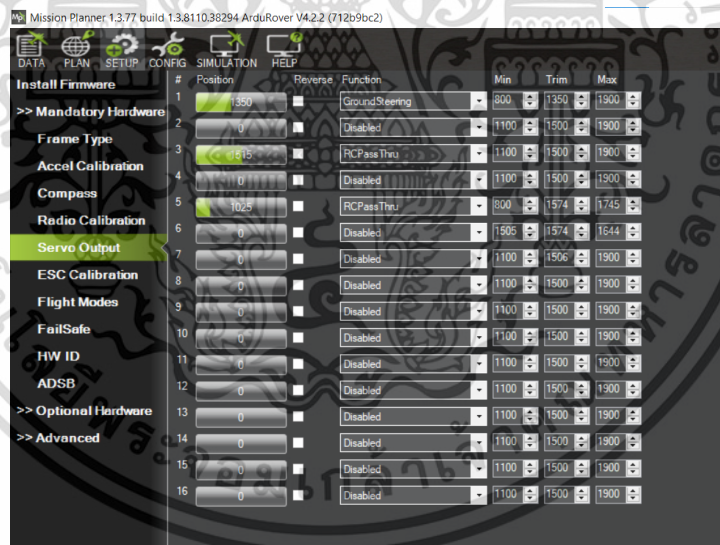 Mission Planner 1.3.77 build 1.3.8110.38294 ArduRover V4.2.2 (712b9bc2)
DATA PLAN SETUP CONFIG SIMULATION HELP
Install Firmware
>> Mandatory Hardware
Frame Type
Accel Calibration
Compass
Radio Calibration
Servo Output
ESC Calibration
Flight Modes
FailSafe
HW ID
ADSB
>> Optional Hardware
>> Advanced
# Position Reverse Function Min Trim Max
1 1350 GroundSteering 800 1350 1900
2 0 Disabled 1100 1500 1900
3 1515 RCPassThru 1100 1500 1900
4 0 Disabled 1100 1500 1900
5 1025 RCPassThru 800 1574 1745
6 0 Disabled 1505 1574 1644
7 0 Disabled 1100 1506 1900
8 0 Disabled 1100 1500 1900
9 0 Disabled 1100 1500 1900
10 0 Disabled 1100 1500 1900
11 0 Disabled 1100 1500 1900
12 0 Disabled 1100 1500 1900
13 0 Disabled 1100 1500 1900
14 0 Disabled 1100 1500 1900
15 0 Disabled 1100 1500 1900
16 0 Disabled 1100 1500 1900